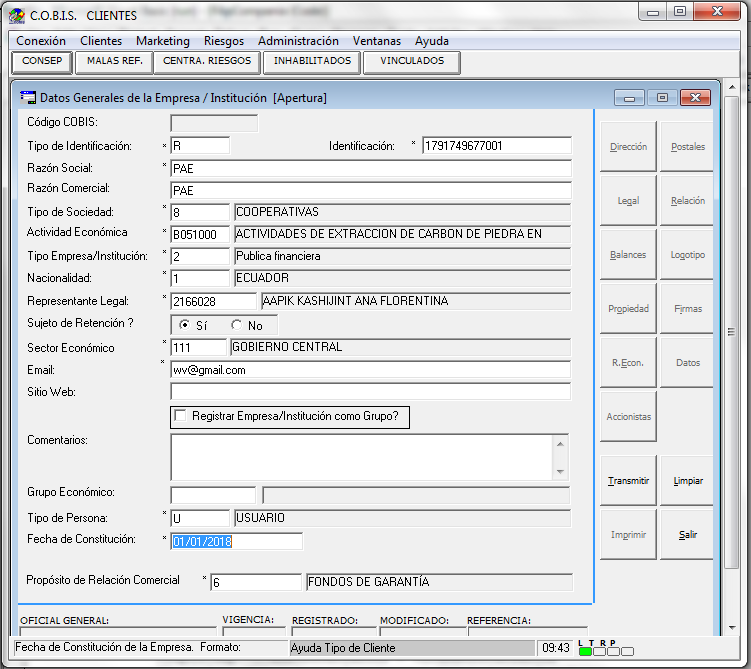 C.O.B.I.S. CLIENTES
Conexión Clientes Marketing Riesgos Administración Ventanas Ayuda
CONSEP MALAS REF. CENTRA. RIESGOS INHABILITADOS VINCULADOS
Datos Generales de la Empresa / Institución [Apertura]
Código COBIS:
Tipo de Identificación: * R Identificación: * 1791749677001
Razón Social: * PAE
Razón Comercial: PAE
Tipo de Sociedad: * 8 COOPERATIVAS
Actividad Económica * B051000 ACTIVIDADES DE EXTRACCION DE CARBON DE PIEDRA EN
Tipo Empresa/Institución: * 2 Publica financiera
Nacionalidad: * 1 ECUADOR
Representante Legal: * 2166028 AAPIK KASHIJINT ANA FLORENTINA
Sujeto de Retención ? Sí No
Sector Económico * 111 GOBIERNO CENTRAL
Email: * wv@gmail.com
Sitio Web:
Registrar Empresa/Institución como Grupo?
Comentarios:
Grupo Económico:
Tipo de Persona: * U USUARIO
Fecha de Constitución: * 01/01/2018
Propósito de Relación Comercial * 6 FONDOS DE GARANTÍA
Dirección Postales
Legal Relación
Balances Logotipo
Propiedad Firmas
R.Econ. Datos
Accionistas
Transmitir Limpiar
Imprimir Salir
OFICIAL GENERAL: VIGENCIA: REGISTRADO: MODIFICADO: REFERENCIA:
Fecha de Constitución de la Empresa. Formato: Ayuda Tipo de Cliente 09:43 L T R P